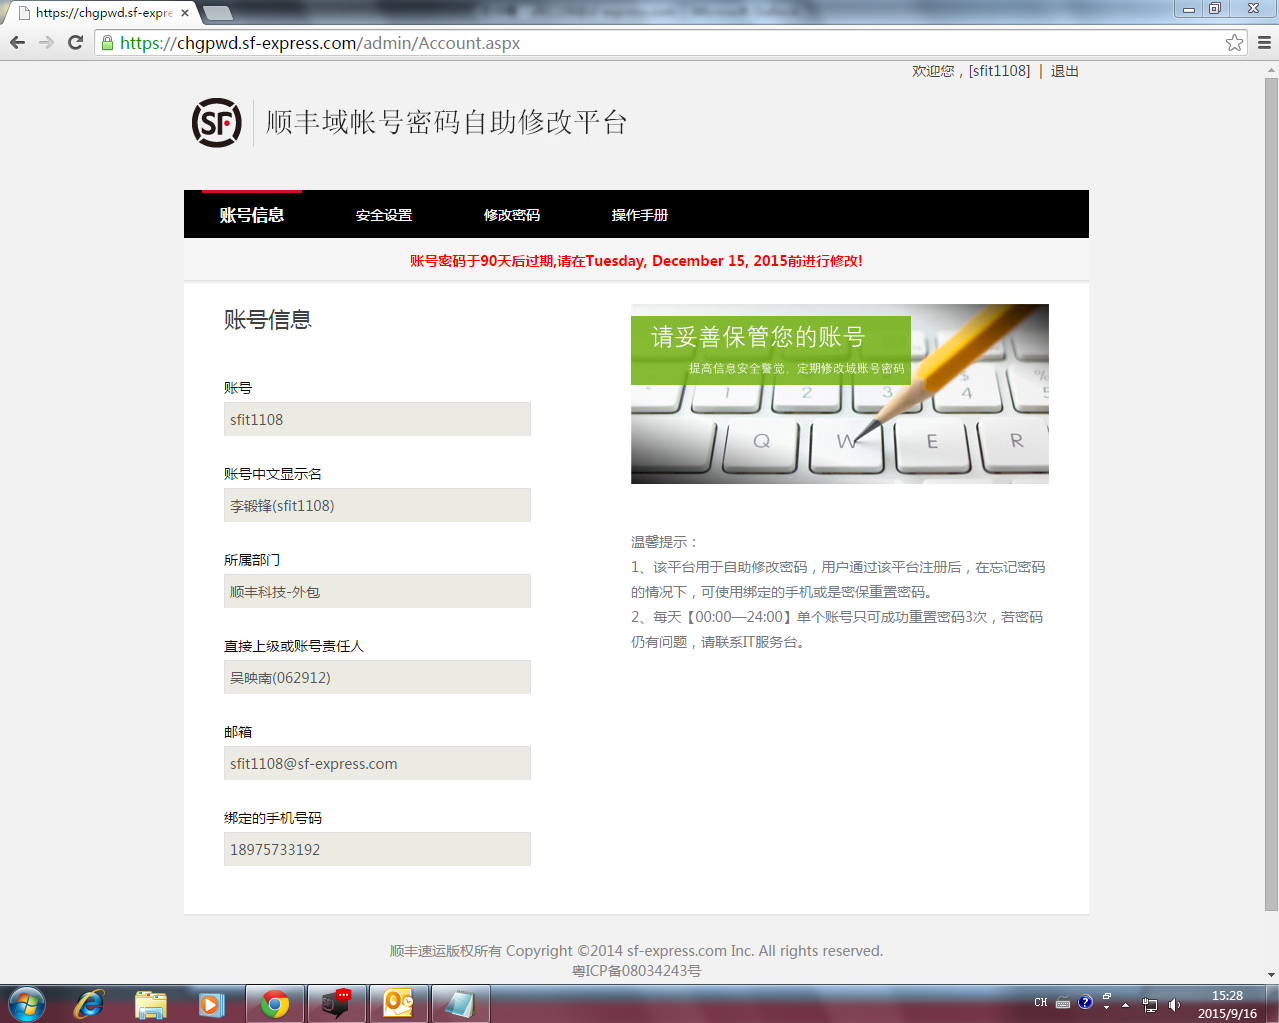 https://chgpwd.sf-expre
https://chgpwd.sf-express.com/admin/Account.aspx
欢迎您，[sfit1108] | 退出
SF 顺丰域帐号密码自助修改平台
账号信息 安全设置 修改密码 操作手册
账号密码于90天后过期,请在Tuesday, December 15, 2015前进行修改!
账号信息
账号
sfit1108
账号中文显示名
李锻锋(sfit1108)
所属部门
顺丰科技-外包
直接上级或账号责任人
吴映南(062912)
邮箱
sfit1108@sf-express.com
绑定的手机号码
18975733192
请妥善保管您的账号
提高信息安全警觉，定期修改域账号密码
1 2 3 5
Q W E R
温馨提示：
1、该平台用于自助修改密码，用户通过该平台注册后，在忘记密码
的情况下，可使用绑定的手机或是密保重置密码。
2、每天【00:00—24:00】单个账号只可成功重置密码3次，若密码
仍有问题，请联系IT服务台。
顺丰速运版权所有 Copyright ©2014 sf-express.com Inc. All rights reserved.
粤ICP备08034243号
CH
15:28
2015/9/16